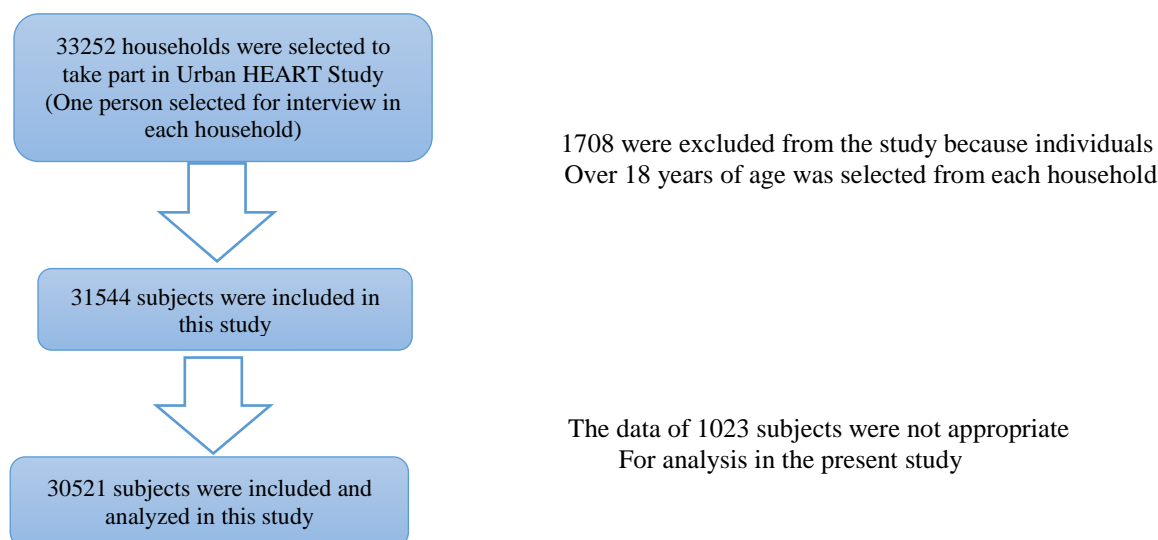 33252 households were selected to
take part in Urban HEART Study
(One person selected for interview in
each household)
1708 were excluded from the study because individuals
Over 18 years of age was selected from each household
31544 subjects were included in
this study
The data of 1023 subjects were not appropriate
For analysis in the present study
30521 subjects were included and
analyzed in this study